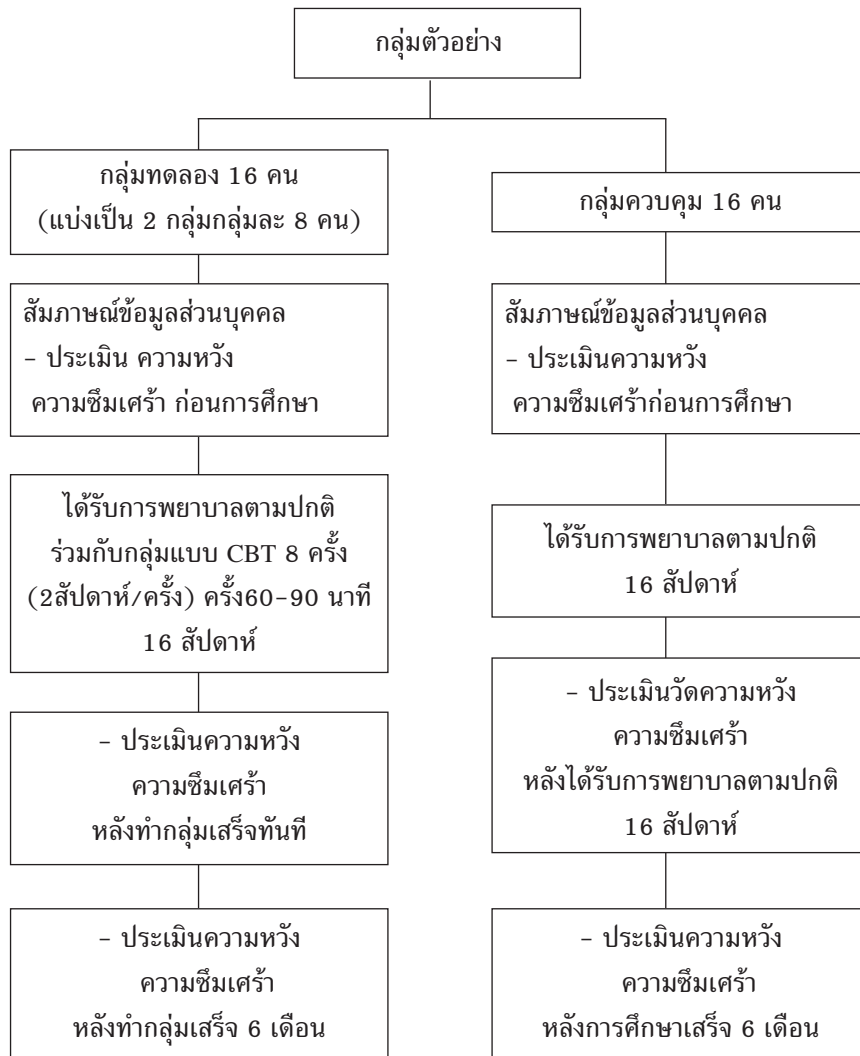 กลุ่มตัวอย่าง
กลุ่มทดลอง 16 คน
(แบ่งเป็น 2 กลุ่มกลุ่มละ 8 คน)
สัมภาษณ์ข้อมูลส่วนบุคคล
- ประเมิน ความหวัง
ความซึมเศร้า ก่อนการศึกษา
ได้รับการพยาบาลตามปกติ
ร่วมกับกลุ่มแบบ CBT 8 ครั้ง
(2สัปดาห์/ครั้ง) ครั้ง60-90 นาที
16 สัปดาห์
- ประเมินความหวัง
ความซึมเศร้า
หลังทำกลุ่มเสร็จทันที
- ประเมินความหวัง
ความซึมเศร้า
หลังทำกลุ่มเสร็จ 6 เดือน
กลุ่มควบคุม 16 คน
สัมภาษณ์ข้อมูลส่วนบุคคล
- ประเมินความหวัง
ความซึมเศร้าก่อนการศึกษา
ได้รับการพยาบาลตามปกติ
16 สัปดาห์
- ประเมินวัดความหวัง
ความซึมเศร้า
หลังได้รับการพยาบาลตามปกติ
16 สัปดาห์
- ประเมินความหวัง
ความซึมเศร้า
หลังการศึกษาเสร็จ 6 เดือน